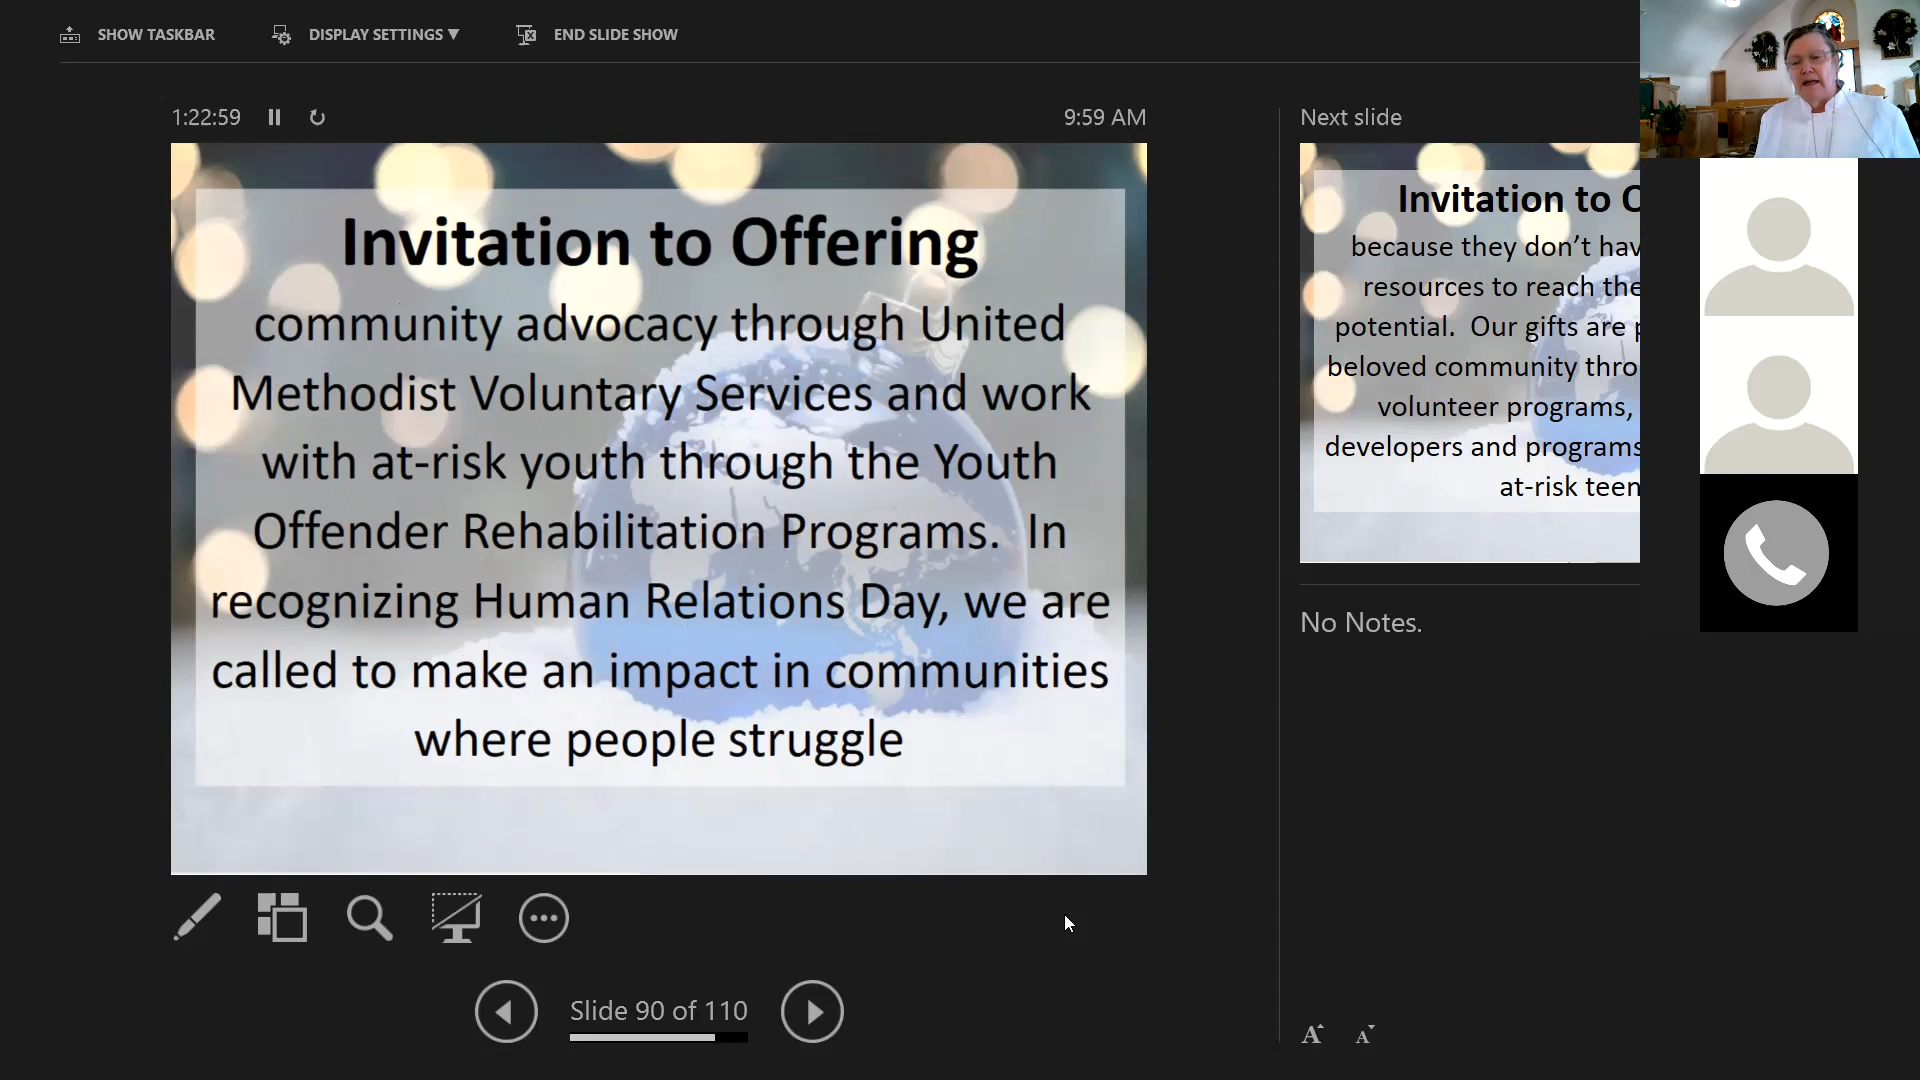 SHOW TASKBAR
DISPLAY SETTINGS ▼
END SLIDE SHOW
1:22:59
9:59 AM
Invitation to Offering
community advocacy through United
Methodist Voluntary Services and work
with at-risk youth through the Youth
Offender Rehabilitation Programs.  In
recognizing Human Relations Day, we are
called to make an impact in communities
where people struggle
Slide 90 of 110
Next slide
Invitation to
because they don’t
resources to reach
potential.  Our gifts are
beloved community
volunteer programs,
developers and programs
at-risk
No Notes.
A A